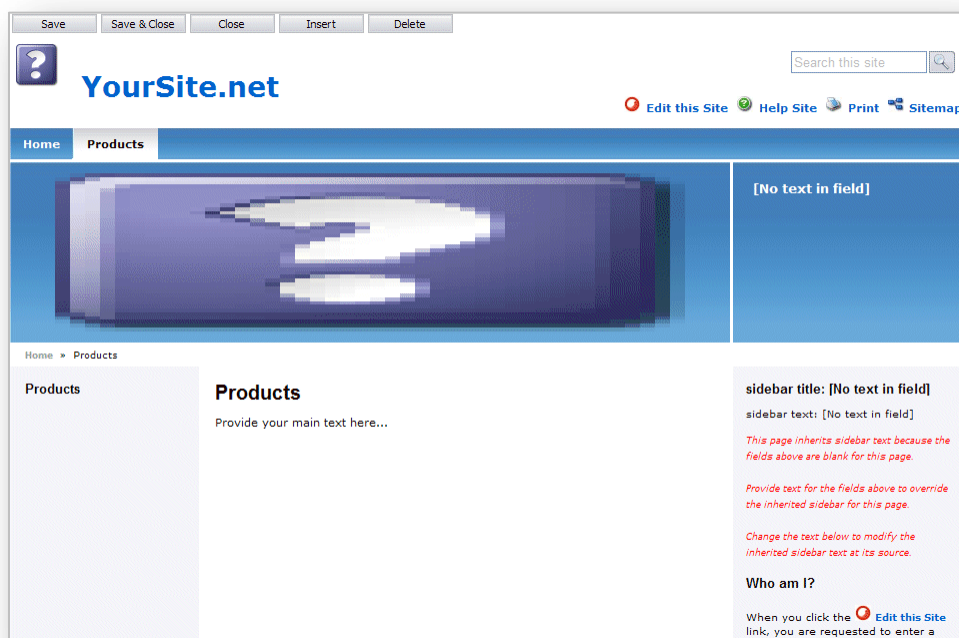 Save Save & Close Close Insert Delete
YourSite.net
Search this site
Edit this Site Help Site Print Sitemap
Home Products
[No text in field]
Home » Products
Products
Products
Provide your main text here...
sidebar title: [No text in field]
sidebar text: [No text in field]
This page inherits sidebar text because the
fields above are blank for this page.
Provide text for the fields above to override
the inherited sidebar for this page.
Change the text below to modify the
inherited sidebar text at its source.
Who am I?
When you click the Edit this Site
link, you are requested to enter a